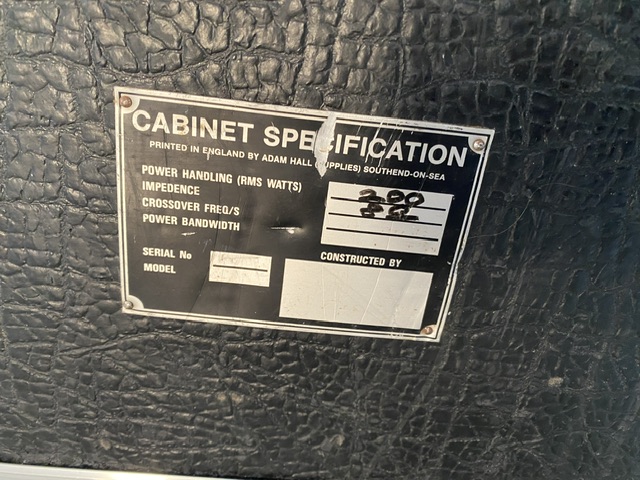 CABINET SPECIFICATION
PRINTED IN ENGLAND BY ADAM HALL (SUPPLIES) SOUTHEND-ON-SEA
POWER HANDLING (RMS WATTS) 200
IMPEDENCE 8Ω
CROSSOVER FREQ/S
POWER BANDWIDTH
SERIAL No
MODEL
CONSTRUCTED BY